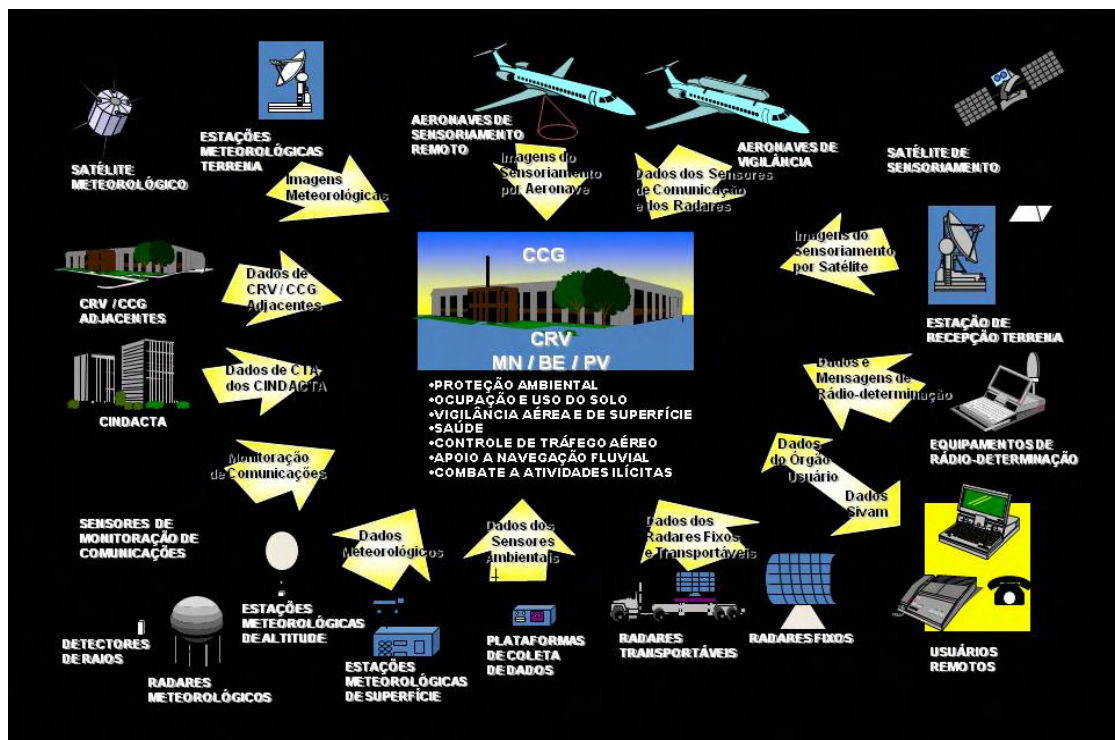 SATÉLITE
METEOROLÓGICO
ESTAÇÕES
METEOROLÓGICAS
TERRENA
AERONAVES DE
SENSORIAMENTO
REMOTO
AERONAVES DE
VIGILÂNCIA
SATÉLITE DE
SENSORIAMENTO
Imagens
Meteorológicas
Imagens do
Sensoriamento
por Aeronave
Dados dos Sensores
de Comunicação
e dos Radares
Imagens do
Sensoriamento
por Satélite
CRV / CCG
ADJACENTES
Dados de
CRV / CCG
Adjacentes
CCG
CRV
MN / BE / PV
ESTAÇÃO DE
RECEPÇÃO TERRENA
CINDACTA
Dados de CTA
dos CINDACTA
•PROTEÇÃO AMBIENTAL
•OCUPAÇÃO E USO DO SOLO
•VIGILÂNCIA AÉREA E DE SUPERFÍCIE
•SAÚDE
•CONTROLE DE TRÁFEGO AÉREO
•APOIO A NAVEGAÇÃO FLUVIAL
•COMBATE A ATIVIDADES ILÍCITAS
Dados e
Mensagens de
Rádio-determinação
EQUIPAMENTOS DE
RÁDIO-DETERMINAÇÃO
Monitoração
de Comunicações
SENSORES DE
MONITORAÇÃO DE
COMUNICAÇÕES
Dados
Meteorológicos
Dados dos
Sensores
Ambientais
Dados dos
Radares Fixos
e Transportáveis
Dados
do Órgão
Usuário
Dados
Sivam
DETECTORES
DE RAIOS
RADARES
METEOROLÓGICOS
ESTAÇÕES
METEOROLÓGICAS
DE ALTITUDE
ESTAÇÕES
METEOROLÓGICAS
DE SUPERFÍCIE
PLATAFORMAS
DE COLETA
DE DADOS
RADARES
TRANSPORTÁVEIS
RADARES FIXOS
USUÁRIOS
REMOTOS